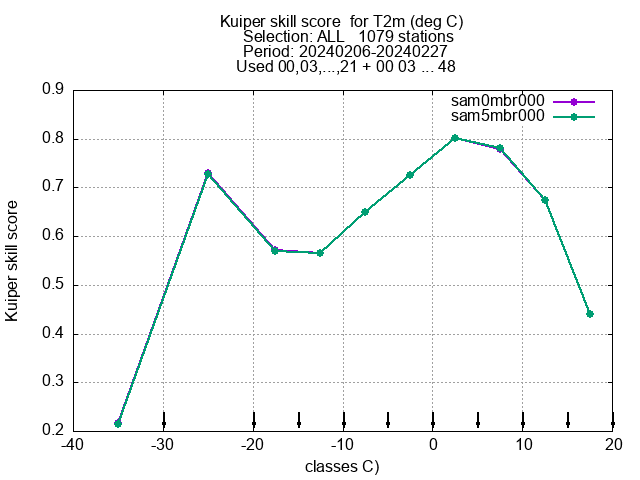 Kuiper skill score  for T2m (deg C)
Selection: ALL   1079 stations
Period: 20240206-20240227
Used 00,03,...,21 + 00 03 ... 48
sam0mbr000
sam5mbr000
0.9
0.8
0.7
0.6
0.5
0.4
0.3
0.2
Kuiper skill score
-40 -30 -20 -10 0 10 20
classes C)